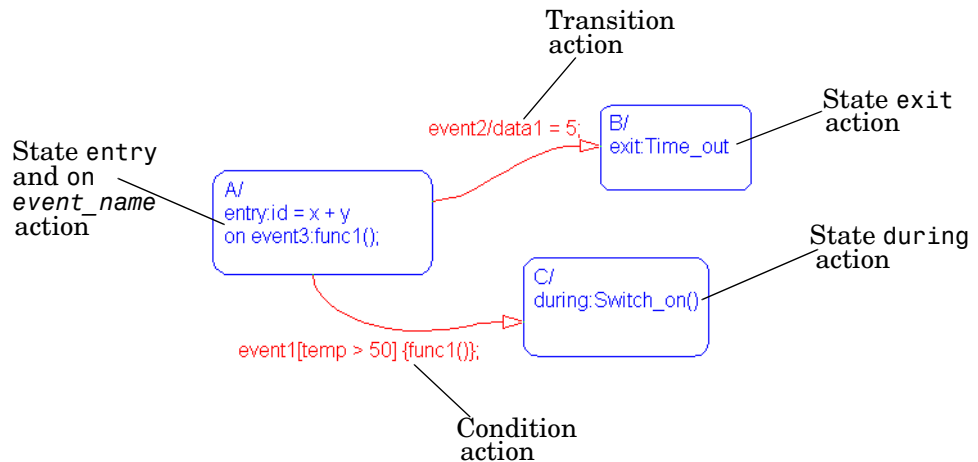 Transition
action
event2/data1 = 5;
B/
exit:Time_out
State exit
action
State entry
and on
event_name
action
A/
entry:id = x + y
on event3:func1();
State during
action
C/
during:Switch_on()
event1[temp > 50] {func1()};
Condition
action